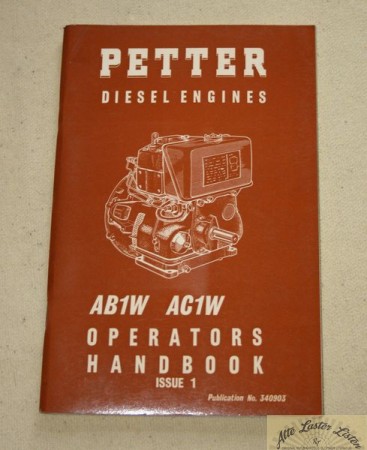 PETTER
DIESEL ENGINES
AB1W AC1W
OPERATORS
HANDBOOK
ISSUE 1
Publication No. 340903
Alte Laster Listen